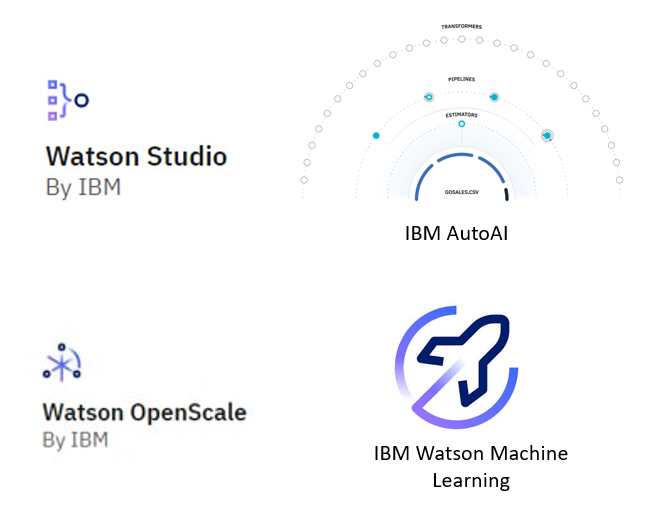 TRANSFORMERS
PIPELINES
ESTIMATORS
GOSALES.CSV
Watson Studio
By IBM
IBM AutoAI
Watson OpenScale
By IBM
IBM Watson Machine
Learning